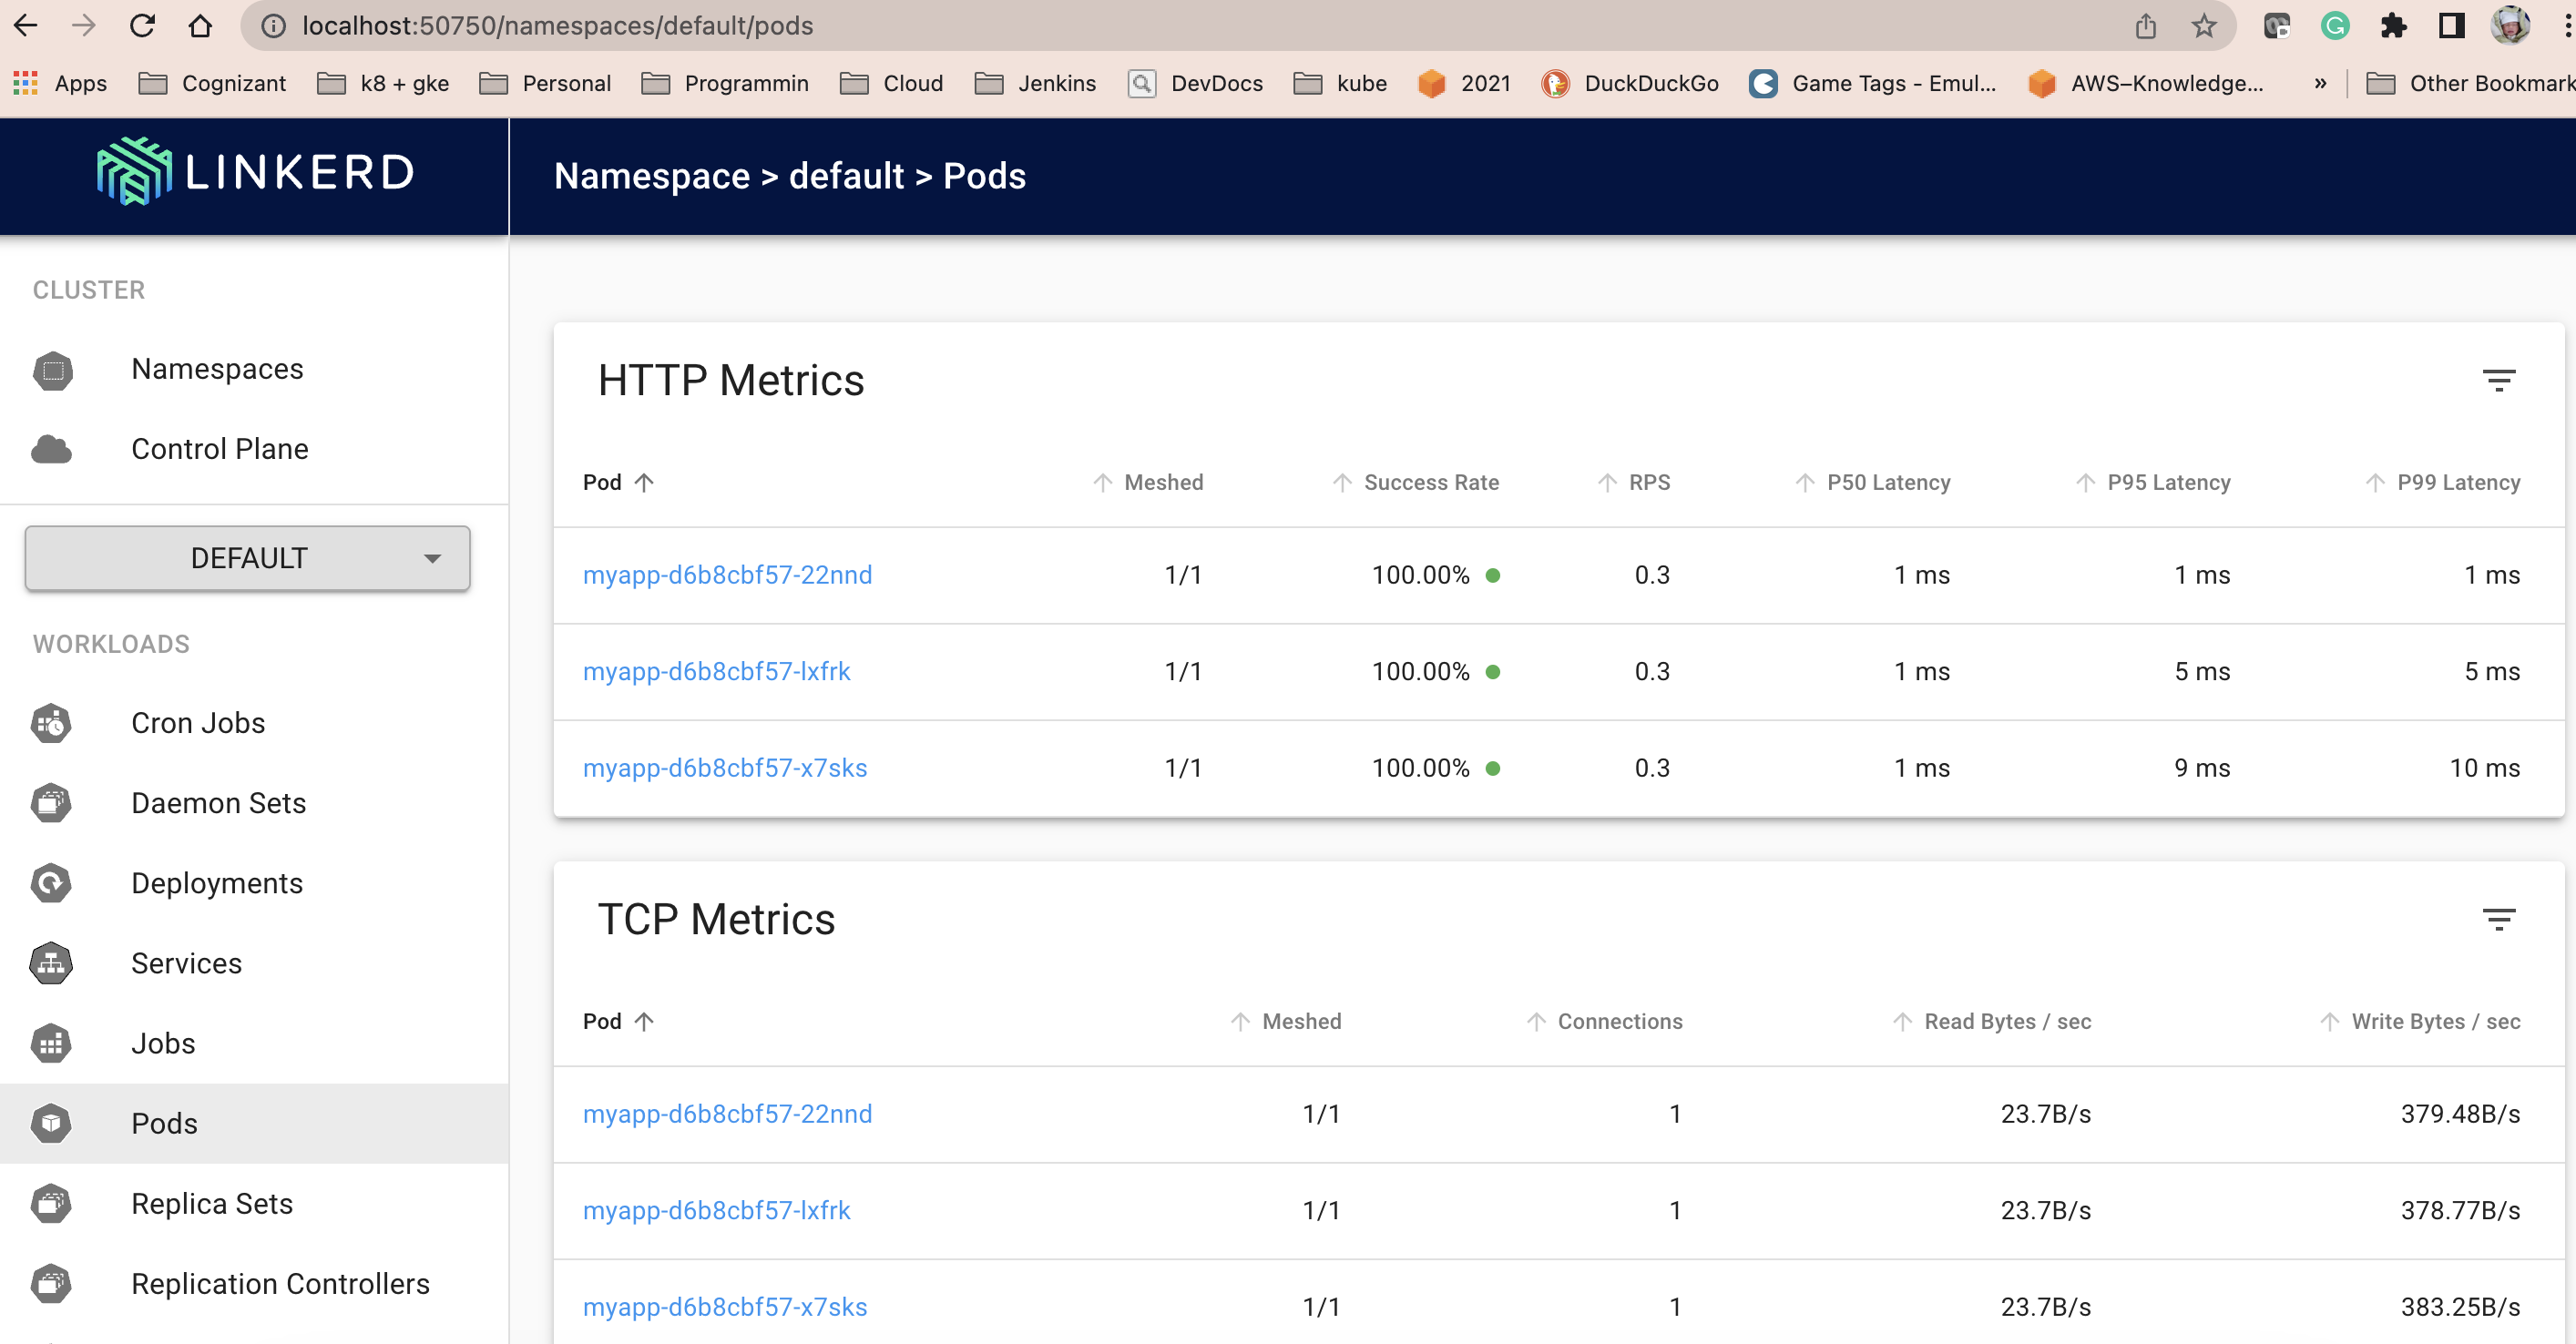 localhost:50750/namespaces/default/pods
Apps Cognizant k8 + gke Personal Programmin Cloud Jenkins DevDocs kube 2021 DuckDuckGo Game Tags - Emul... AWS–Knowledge... » Other Bookmark
LINKERD
Namespace > default > Pods
CLUSTER
Namespaces
Control Plane
DEFAULT
WORKLOADS
Cron Jobs
Daemon Sets
Deployments
Services
Jobs
Pods
Replica Sets
Replication Controllers
HTTP Metrics
Pod Meshed Success Rate RPS P50 Latency P95 Latency P99 Latency
myapp-d6b8cbf57-22nnd 1/1 100.00% 0.3 1 ms 1 ms 1 ms
myapp-d6b8cbf57-lxfrk 1/1 100.00% 0.3 1 ms 5 ms 5 ms
myapp-d6b8cbf57-x7sks 1/1 100.00% 0.3 1 ms 9 ms 10 ms
TCP Metrics
Pod Meshed Connections Read Bytes / sec Write Bytes / sec
myapp-d6b8cbf57-22nnd 1/1 1 23.7B/s 379.48B/s
myapp-d6b8cbf57-lxfrk 1/1 1 23.7B/s 378.77B/s
myapp-d6b8cbf57-x7sks 1/1 1 23.7B/s 383.25B/s